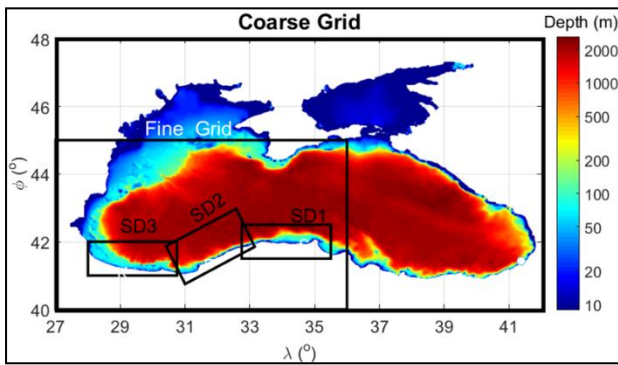 Coarse Grid
Depth (m)
48
46
44
42
40
ϕ (°)
Fine Grid
SD3
SD2
SD1
27
29
31
33
35
37
39
41
λ (°)
2000
1000
500
200
100
50
20
10